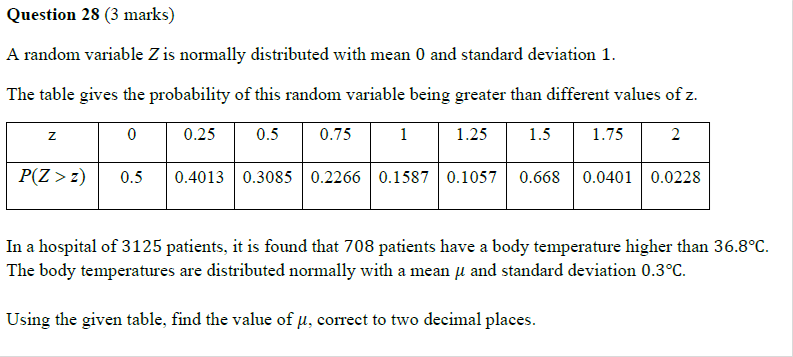 Question 28 (3 marks)
A random variable Z is normally distributed with mean 0 and standard deviation 1.
The table gives the probability of this random variable being greater than different values of z.
z 0 0.25 0.5 0.75 1 1.25 1.5 1.75 2
P(Z > z) 0.5 0.4013 0.3085 0.2266 0.1587 0.1057 0.668 0.0401 0.0228
In a hospital of 3125 patients, it is found that 708 patients have a body temperature higher than 36.8°C.
The body temperatures are distributed normally with a mean μ and standard deviation 0.3°C.
Using the given table, find the value of μ, correct to two decimal places.